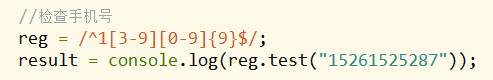 //检查手机号
reg = /^1[3-9][0-9]{9}$/;
result = console.log(reg.test("15261525287"));